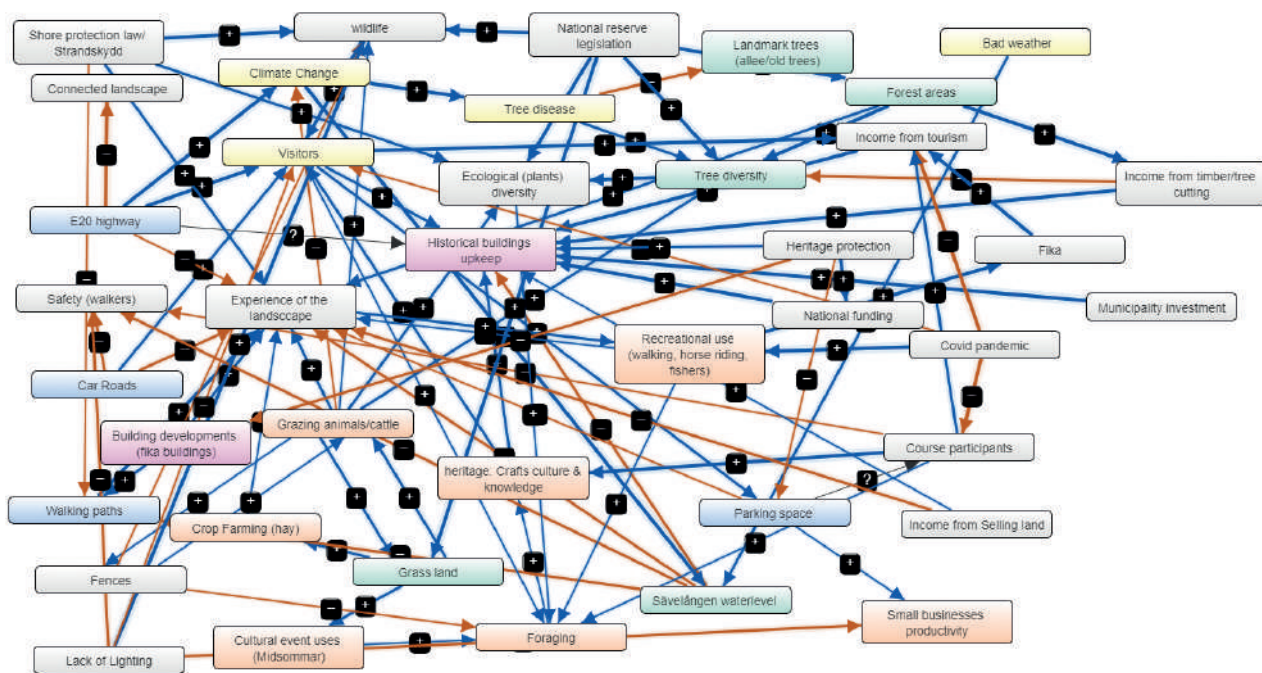 Shore protection law/
Strandskydd
wildlife
National reserve
legislation
Landmark trees
(allee/old trees)
Bad weather
Connected landscape
Climate Change
Tree disease
Forest areas
Income from tourism
Visitors
Ecological (plants)
diversity
Tree diversity
Income from timber/tree
cutting
E20 highway
Historical buildings
upkeep
Heritage protection
Fika
Safety (walkers)
Experience of the
landsccape
Municipality investment
National funding
Recreational use
(walking, horse riding,
fishers)
Covid pandemic
Car Roads
Building developments
(fika buildings)
Grazing animals/cattle
Course participants
heritage: Crafts culture &
knowledge
Walking paths
Crop Farming (hay)
Parking space
Income from Selling land
Fences
Grass land
Sävelången waterlevel
Small businesses
productivity
Cultural event uses
(Midsommar)
Foraging
Lack of Lighting